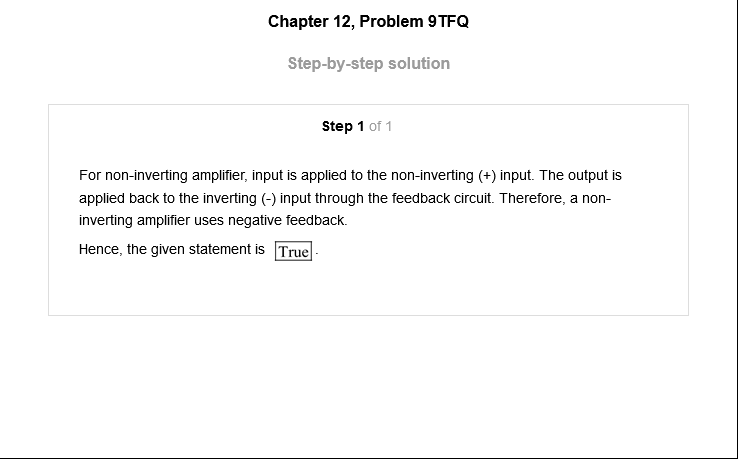 Chapter 12, Problem 9TFQ
Step-by-step solution
Step 1 of 1
For non-inverting amplifier, input is applied to the non-inverting (+) input. The output is
applied back to the inverting (-) input through the feedback circuit. Therefore, a non-
inverting amplifier uses negative feedback.
Hence, the given statement is True.